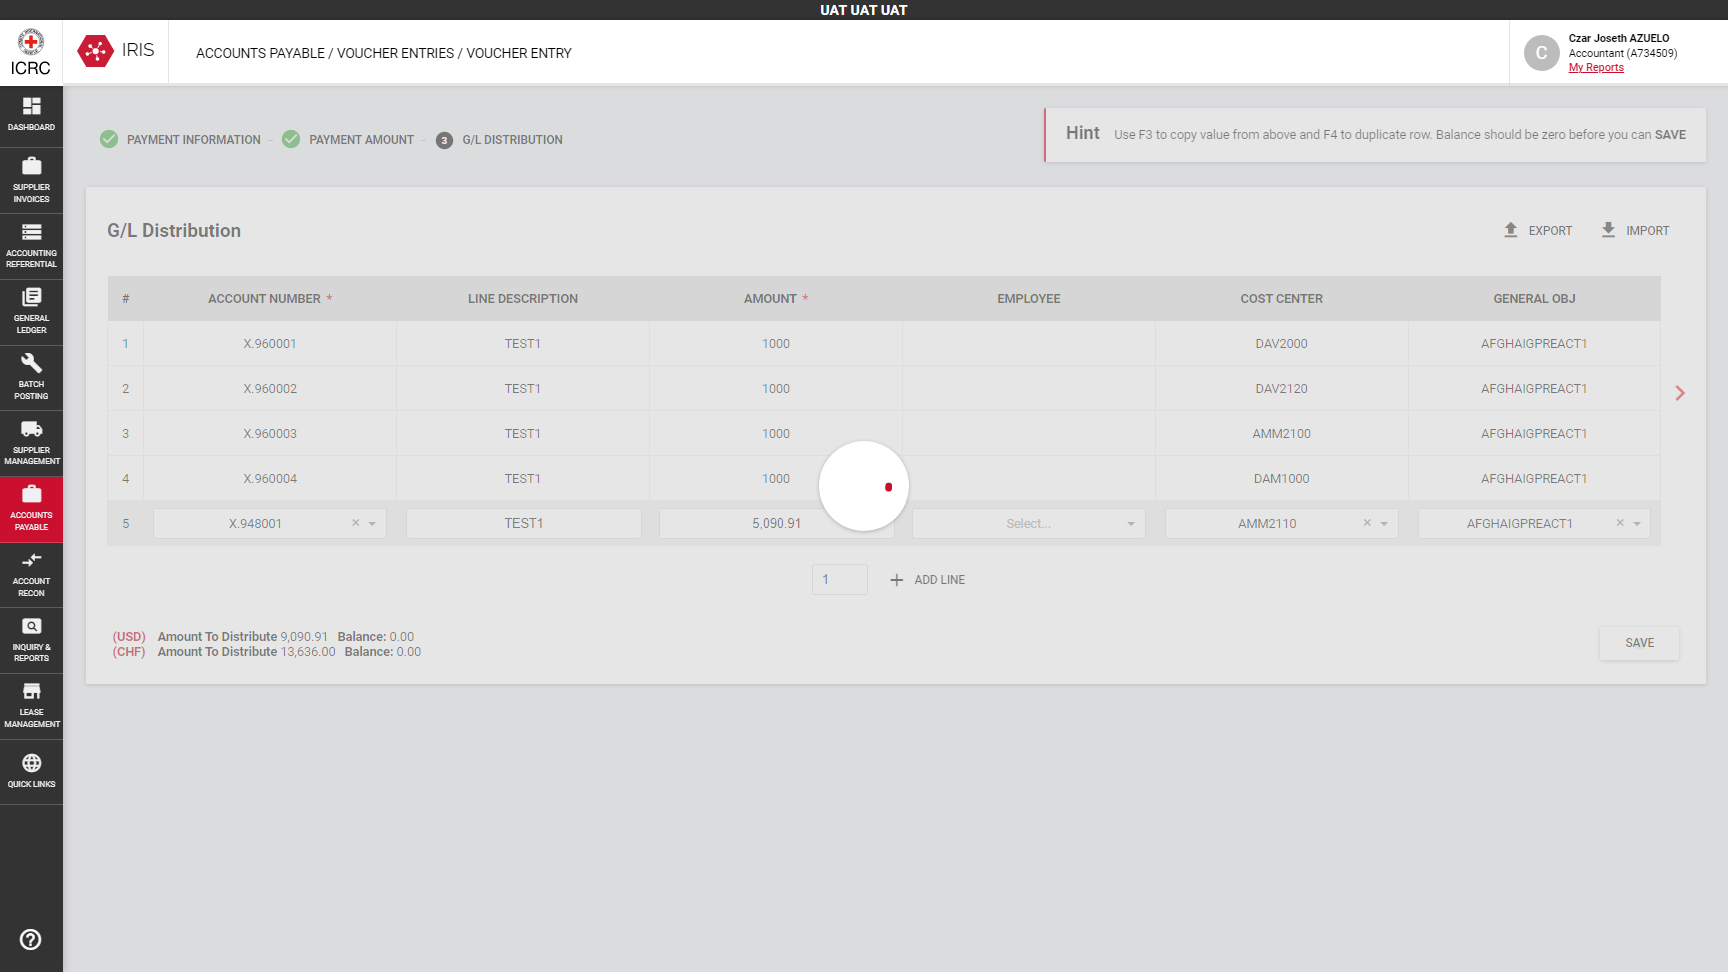 UAT UAT UAT
ICRC
IRIS
ACCOUNTS PAYABLE / VOUCHER ENTRIES / VOUCHER ENTRY
C
Czar Joseth AZUELO
Accountant (A734509)
My Reports
DASHBOARD
SUPPLIER
INVOICES
ACCOUNTING
REFERENTIAL
GENERAL
LEDGER
BATCH
POSTING
SUPPLIER
MANAGEMENT
ACCOUNTS
PAYABLE
ACCOUNT
RECON
INQUIRY &
REPORTS
LEASE
MANAGEMENT
QUICK LINKS
PAYMENT INFORMATION PAYMENT AMOUNT 3 G/L DISTRIBUTION
Hint Use F3 to copy value from above and F4 to duplicate row. Balance should be zero before you can SAVE
G/L Distribution
EXPORT IMPORT
# ACCOUNT NUMBER * LINE DESCRIPTION AMOUNT * EMPLOYEE COST CENTER GENERAL OBJ
1 X.960001 TEST1 1000 DAV2000 AFGHAIGPREACT1
2 X.960002 TEST1 1000 DAV2120 AFGHAIGPREACT1
3 X.960003 TEST1 1000 AMM2100 AFGHAIGPREACT1
4 X.960004 TEST1 1000 DAM1000 AFGHAIGPREACT1
5 X.948001 × TEST1 5,090.91 Select... AMM2110 × AFGHAIGPREACT1 ×
1 + ADD LINE
(USD) Amount To Distribute 9,090.91 Balance: 0.00
(CHF) Amount To Distribute 13,636.00 Balance: 0.00
SAVE